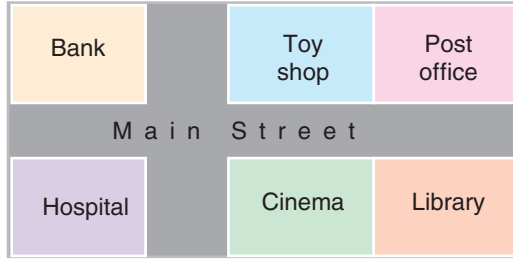 Bank
Toy
shop
Post
office
Main Street
Hospital
Cinema
Library